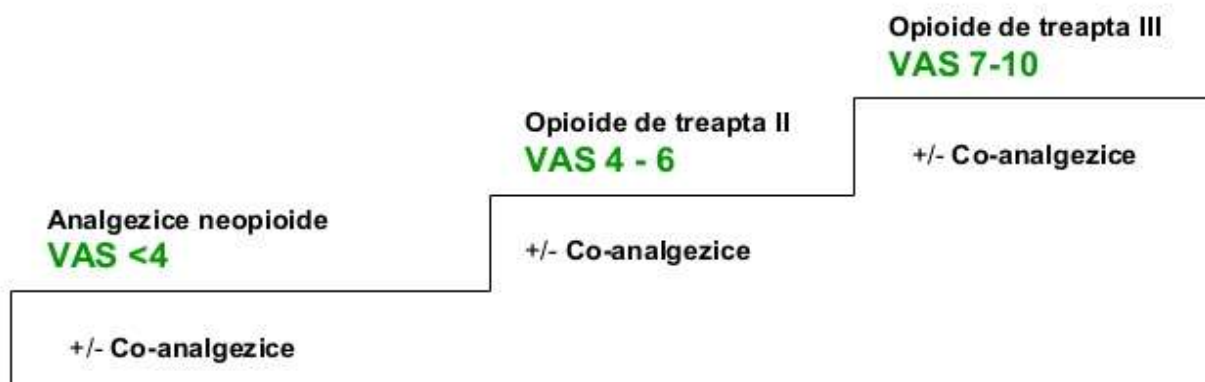 Opioide de treapta III
VAS 7-10
+/- Co-analgezice
Opioide de treapta II
VAS 4 - 6
+/- Co-analgezice
Analgezice neopioide
VAS <4
+/- Co-analgezice